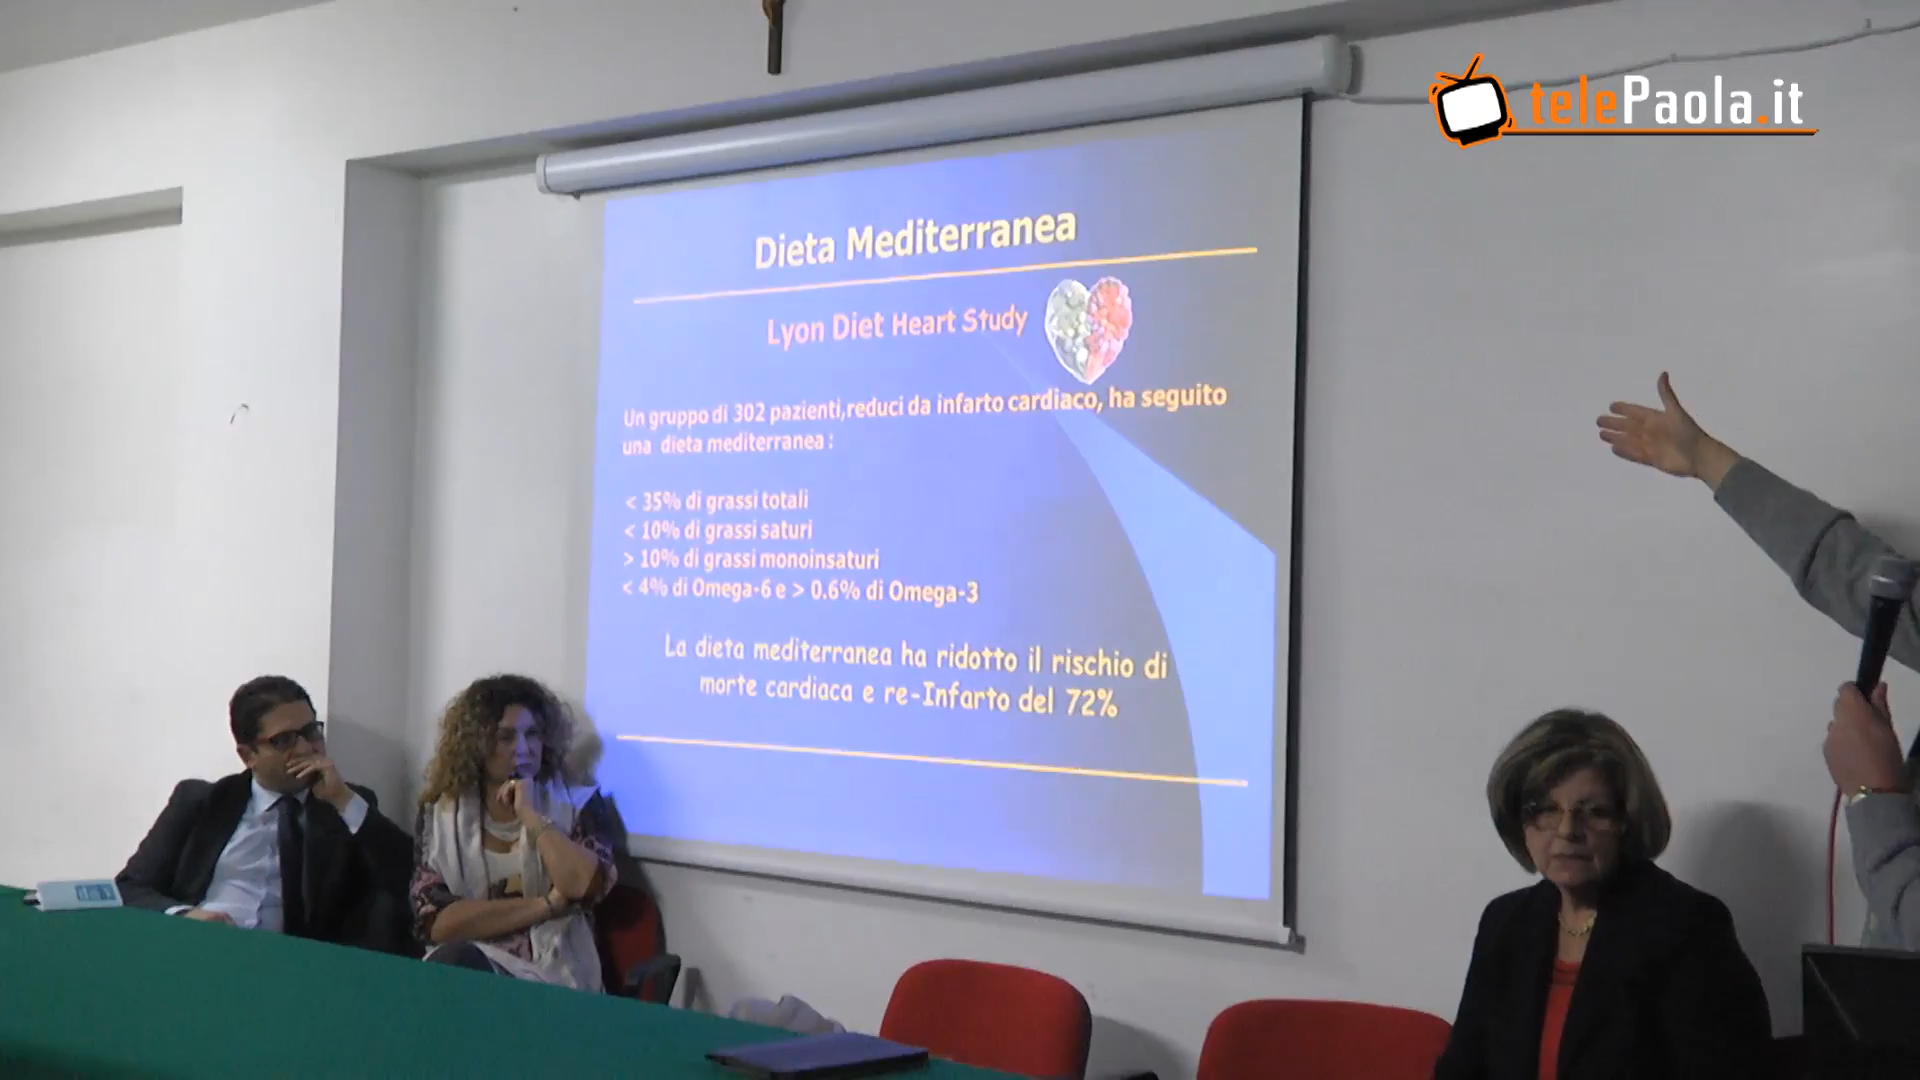 telePaola.it
Dieta Mediterranea
Lyon Diet Heart Study
Un gruppo di 302 pazienti,reduci da infarto cardiaco, ha seguito
una dieta mediterranea :
< 35% di grassi totali
< 10% di grassi saturi
> 10% di grassi monoinsaturi
< 4% di Omega-6 e > 0.6% di Omega-3
La dieta mediterranea ha ridotto il rischio di
morte cardiaca e re-Infarto del 72%